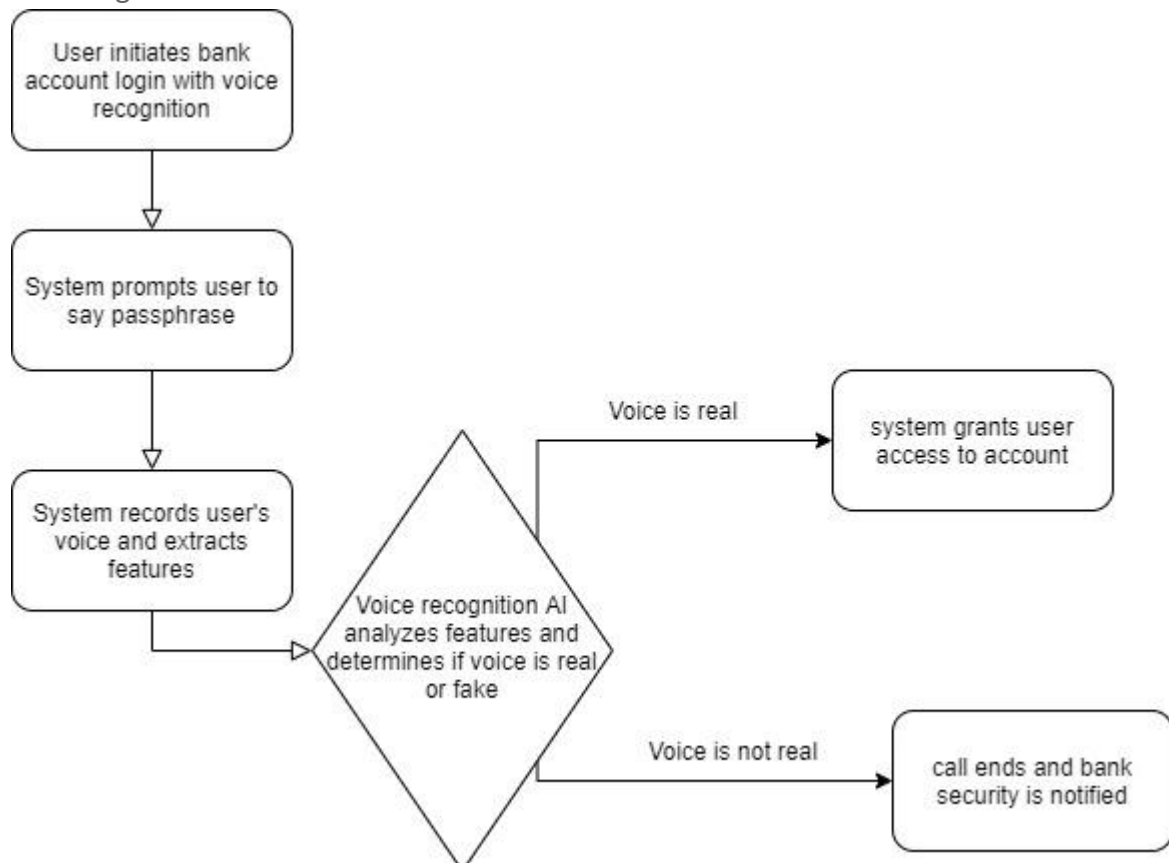 User initiates bank
account login with voice
recognition
System prompts user to
say passphrase
System records user's
voice and extracts
features
Voice recognition AI
analyzes features and
determines if voice is real
or fake
Voice is real
system grants user
access to account
Voice is not real
call ends and bank
security is notified